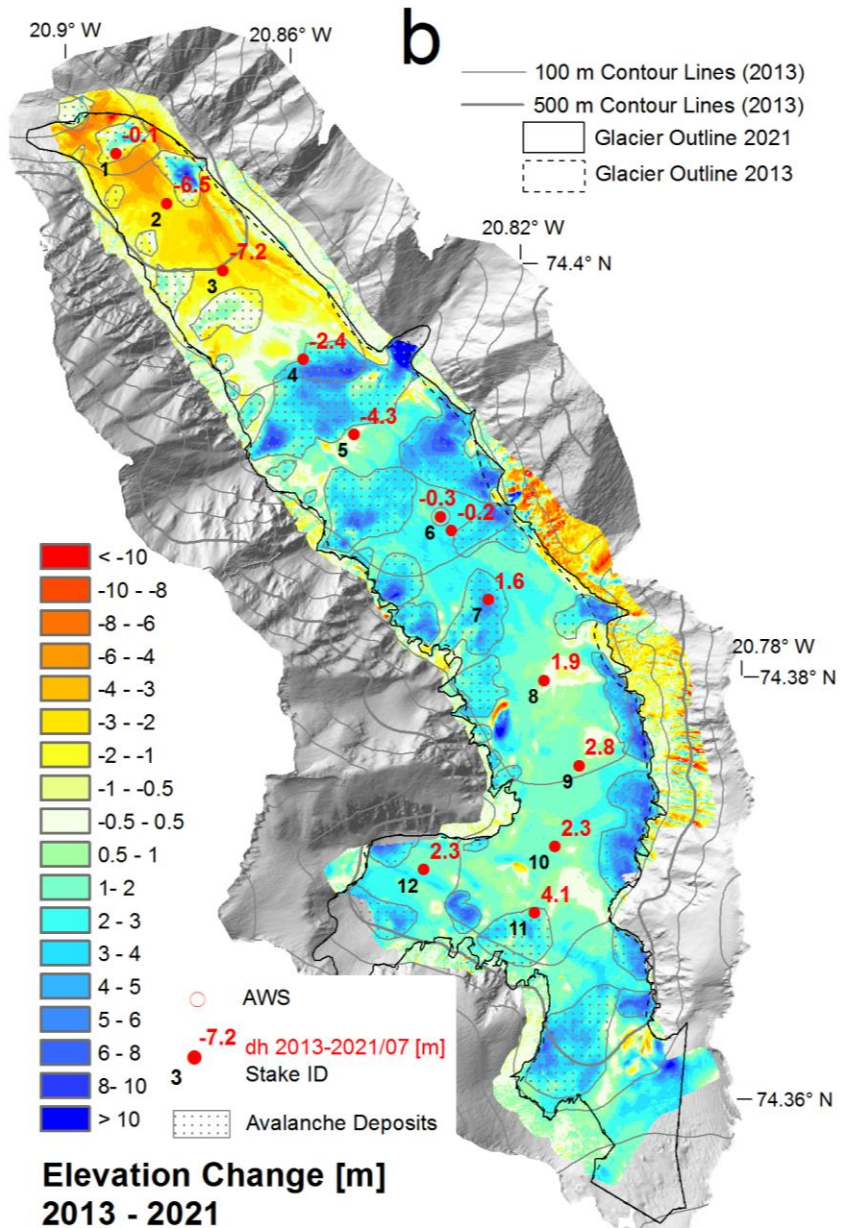 b
20.9° W
20.86° W
100 m Contour Lines (2013)
500 m Contour Lines (2013)
Glacier Outline 2021
Glacier Outline 2013
20.82° W
74.4° N
-0.1
1
-6.5
2
-7.2
3
-2.4
4
-4.3
5
-0.3
-0.2
6
1.6
7
20.78° W
74.38° N
1.9
8
2.8
9
2.3
10
2.3
12
4.1
11
74.36° N
< -10
-10 - -8
-8 - -6
-6 - -4
-4 - -3
-3 - -2
-2 - -1
-1 - -0.5
-0.5 - 0.5
0.5 - 1
1- 2
2 - 3
3 - 4
4 - 5
5 - 6
6 - 8
8- 10
> 10
AWS
-7.2 dh 2013-2021/07 [m]
3 Stake ID
Avalanche Deposits
Elevation Change [m]
2013 - 2021